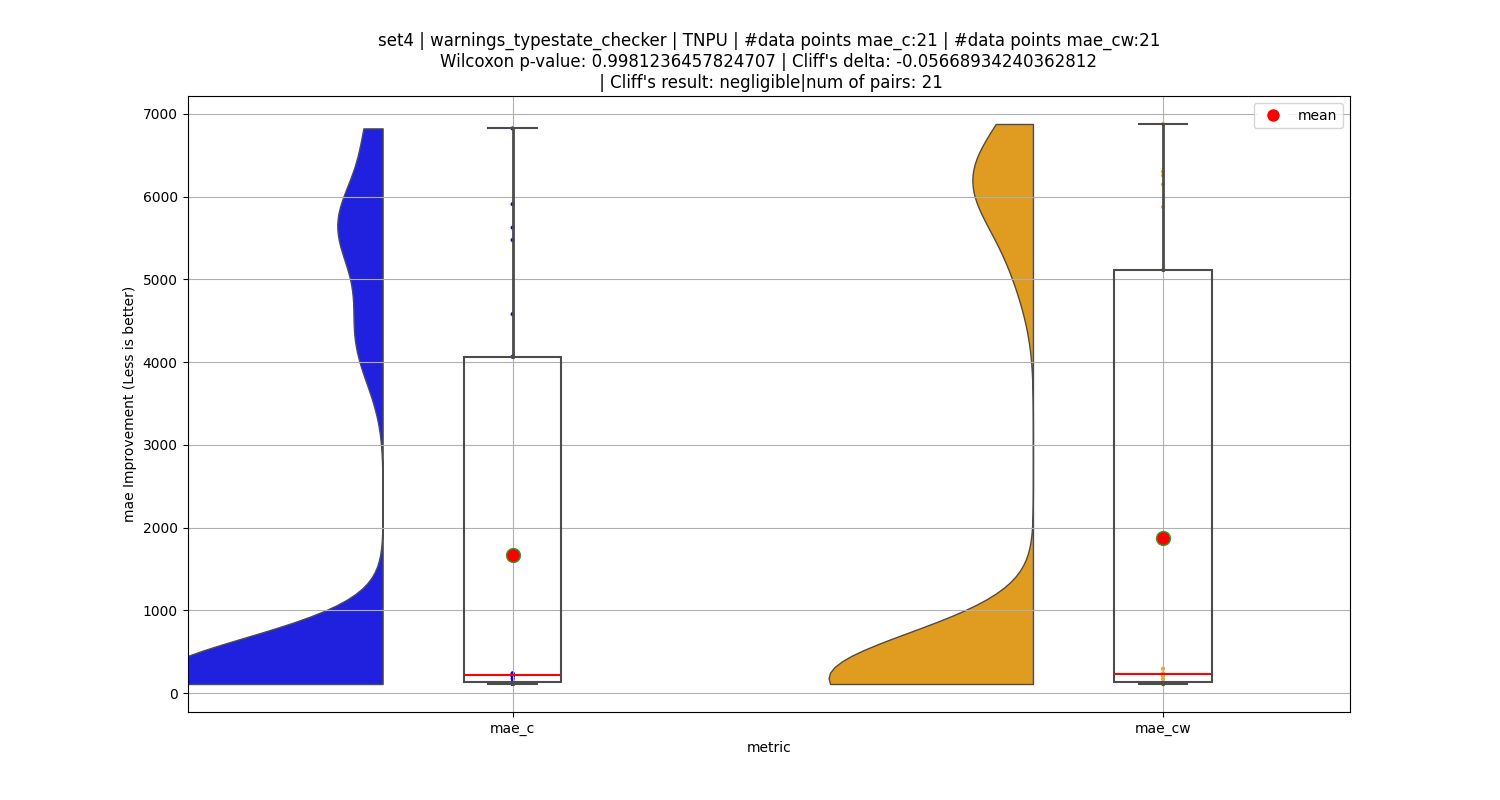 set4 | warnings_typestate_checker | TNPU | #data points mae_c:21 | #data points mae_cw:21
Wilcoxon p-value: 0.9981236457824707 | Cliff's delta: -0.05668934240362812
| Cliff's result: negligible|num of pairs: 21
mean
mae Improvement (Less is better)
7000
6000
5000
4000
3000
2000
1000
0
mae_c
mae_cw
metric